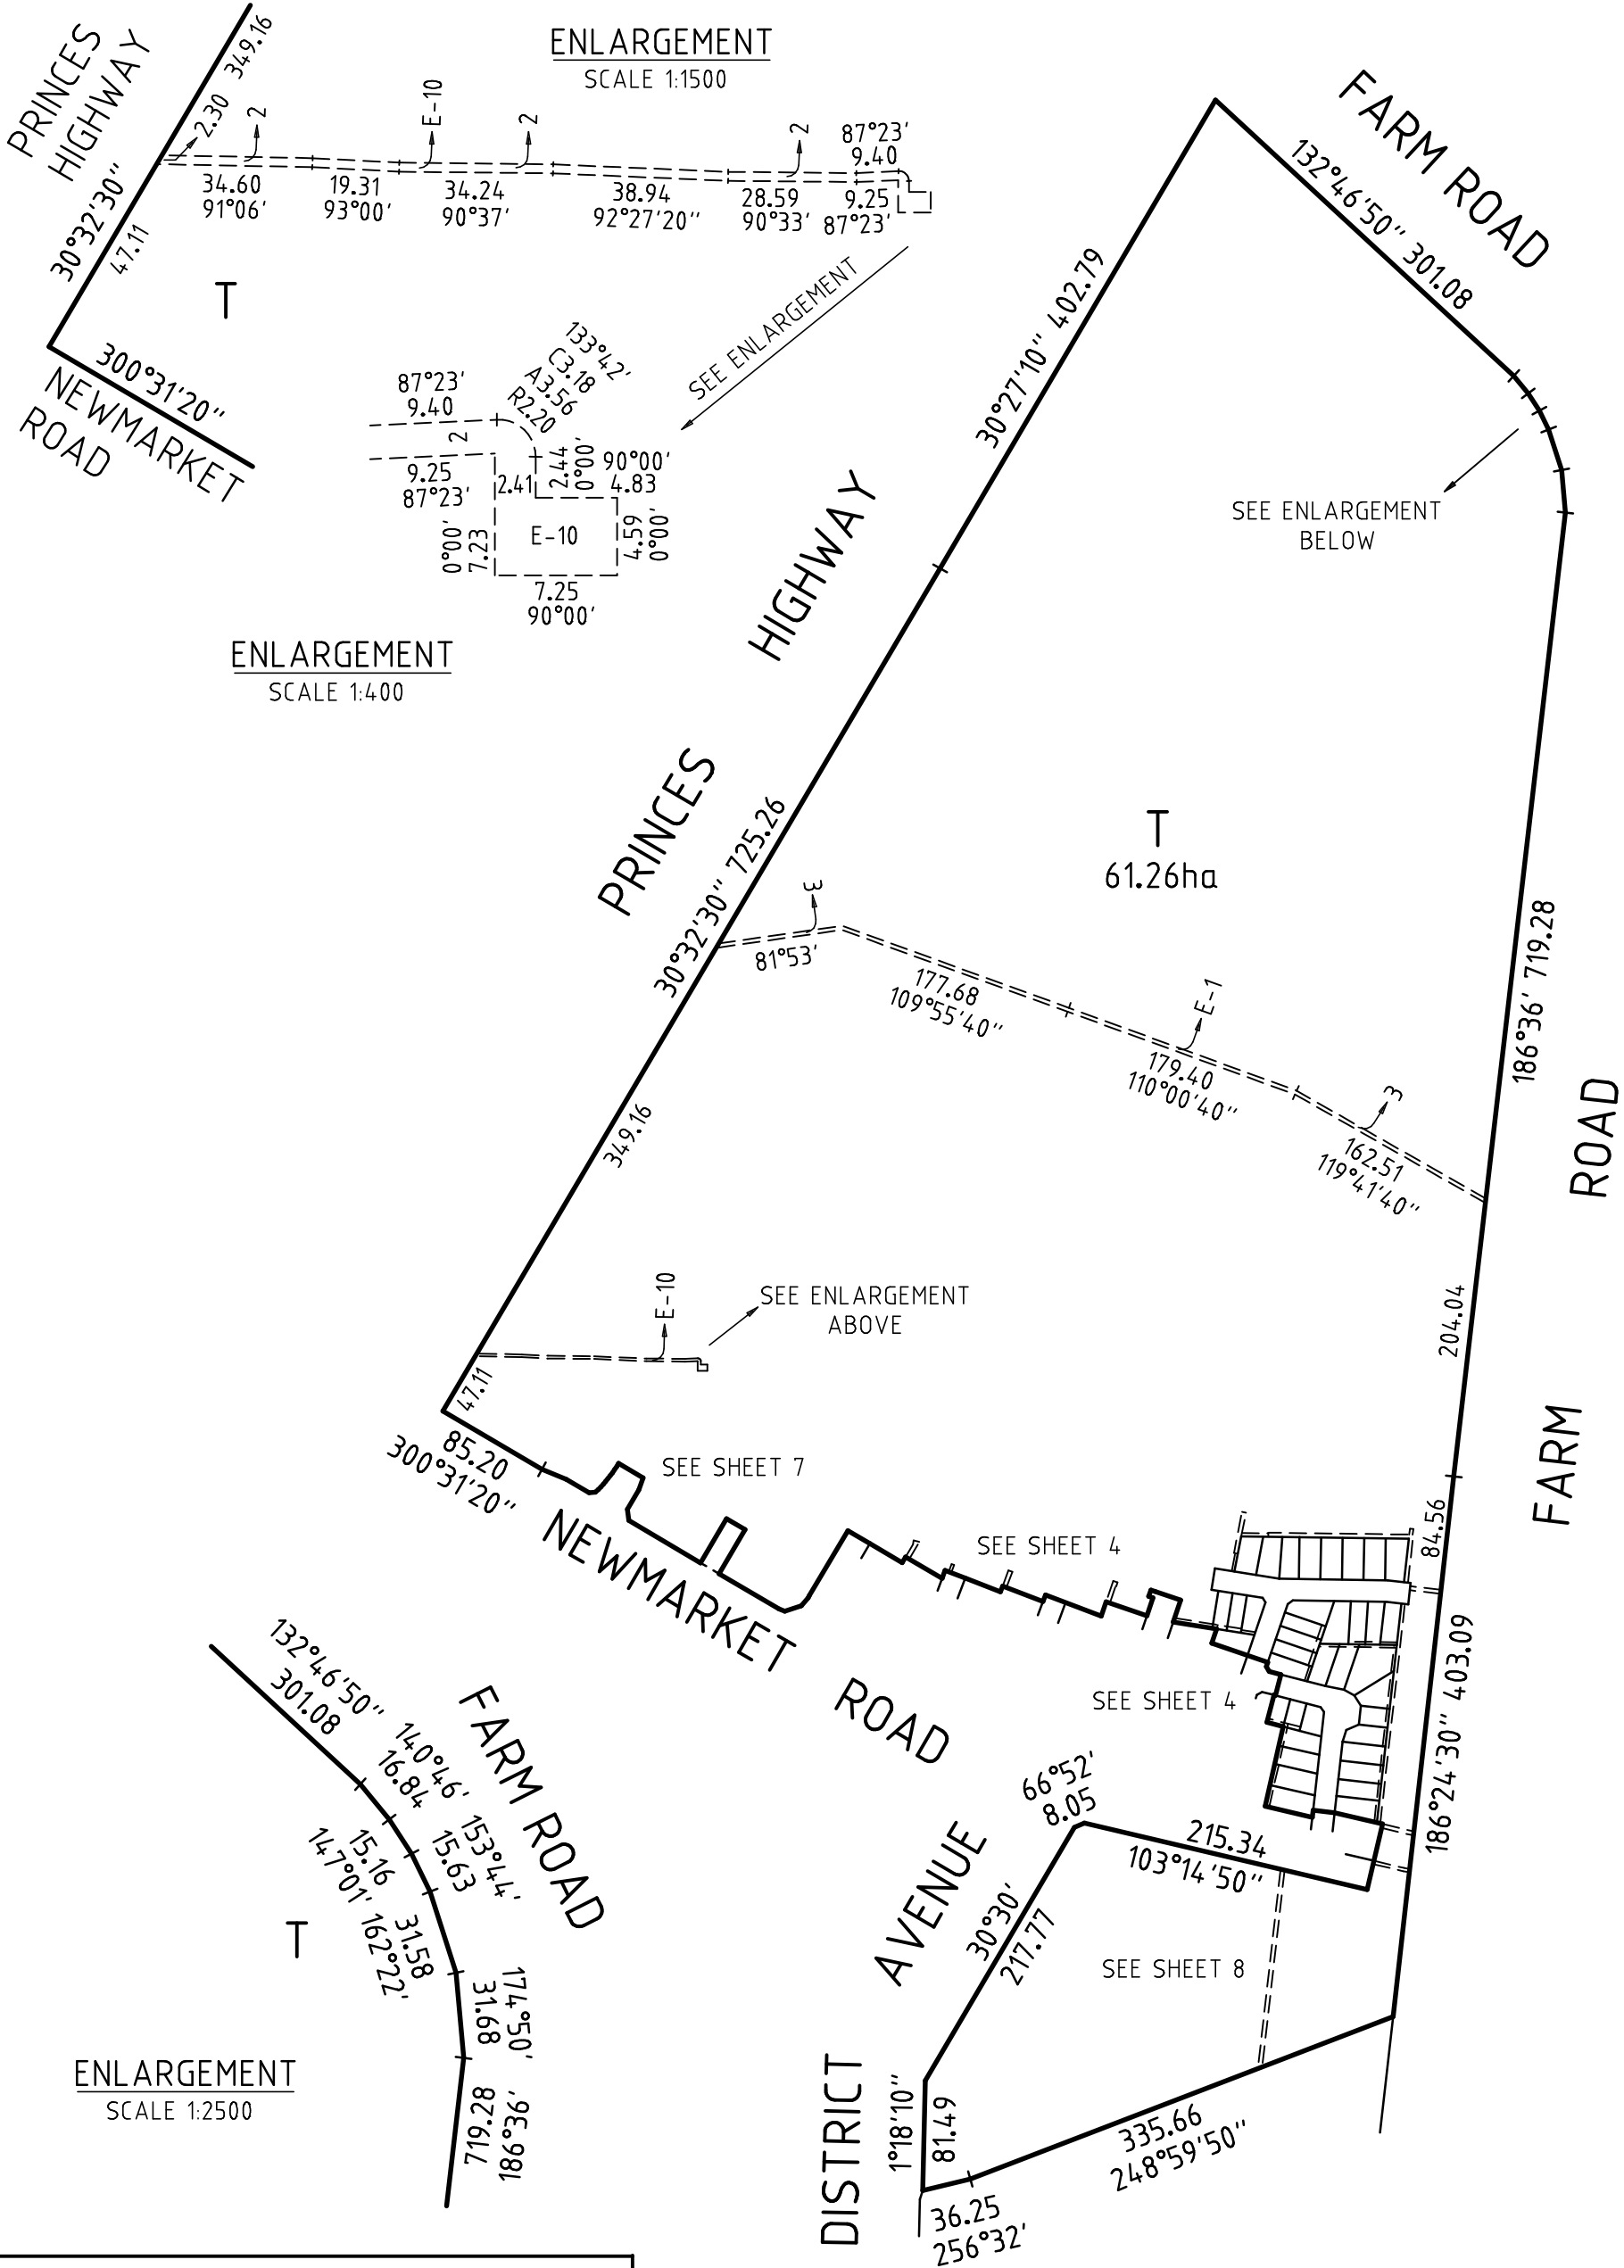 PRINCES
HIGHWAY
349.16
2.30
2
30°32'30"
47.11
T
300°31'20"
NEWMARKET
ROAD
ENLARGEMENT
SCALE 1:1500
E-10
2
2
87°23'
9.40
34.60
91°06'
19.31
93°00'
34.24
90°37'
38.94
92°27'20"
28.59
90°33'
9.25
87°23'
SEE ENLARGEMENT
133°42'
C3.18
A3.56
R2.20
87°23'
9.40
2
9.25
87°23'
2.41
2.44
0°00'
90°00'
4.83
0°00'
7.23
E-10
4.59
0°00'
7.25
90°00'
ENLARGEMENT
SCALE 1:400
FARM ROAD
132°46'50" 301.08
30°27'10" 402.79
SEE ENLARGEMENT
BELOW
PRINCES HIGHWAY
30°32'30" 725.26
T
61.26ha
3
81°53'
177.68
109°55'40"
E-1
179.40
110°00'40"
3
162.51
119°41'40"
186°36' 719.28
FARM ROAD
349.16
204.04
E-10
SEE ENLARGEMENT
ABOVE
47.11
85.20
300°31'20"
SEE SHEET 7
NEWMARKET ROAD
SEE SHEET 4
84.56
SEE SHEET 4
186°24'30" 403.09
66°52'
8.05
215.34
103°14'50"
DISTRICT AVENUE
30°30'
217.77
SEE SHEET 8
1°18'10"
81.49
335.66
248°59'50"
36.25
256°32'
132°46'50"
301.08
FARM ROAD
140°46'
16.84
153°44'
15.63
15.16
147°01'
31.58
162°22'
T
174°50'
31.68
719.28
186°36'
ENLARGEMENT
SCALE 1:2500